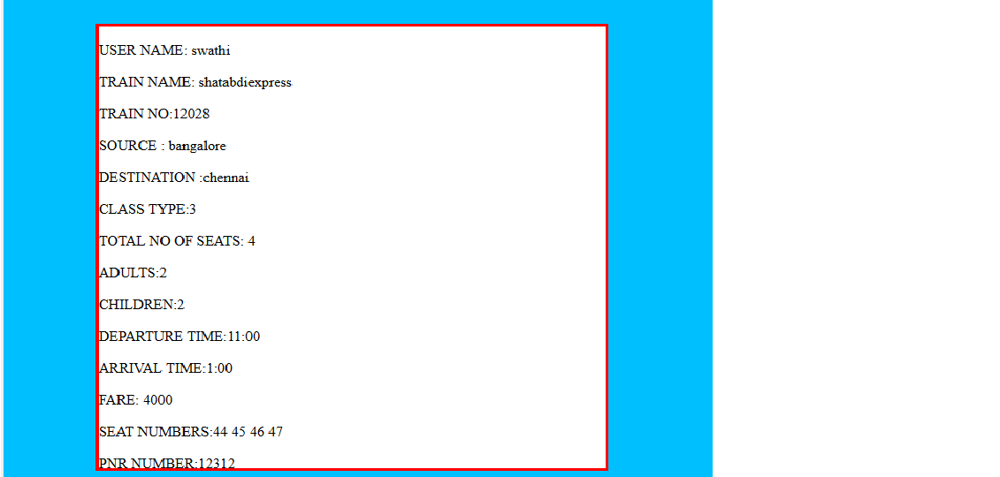 USER NAME: swathi
TRAIN NAME: shatabdiexpress
TRAIN NO:12028
SOURCE : bangalore
DESTINATION :chennai
CLASS TYPE:3
TOTAL NO OF SEATS: 4
ADULTS:2
CHILDREN:2
DEPARTURE TIME:11:00
ARRIVAL TIME:1:00
FARE: 4000
SEAT NUMBERS:44 45 46 47
PNR NUMBER:12312